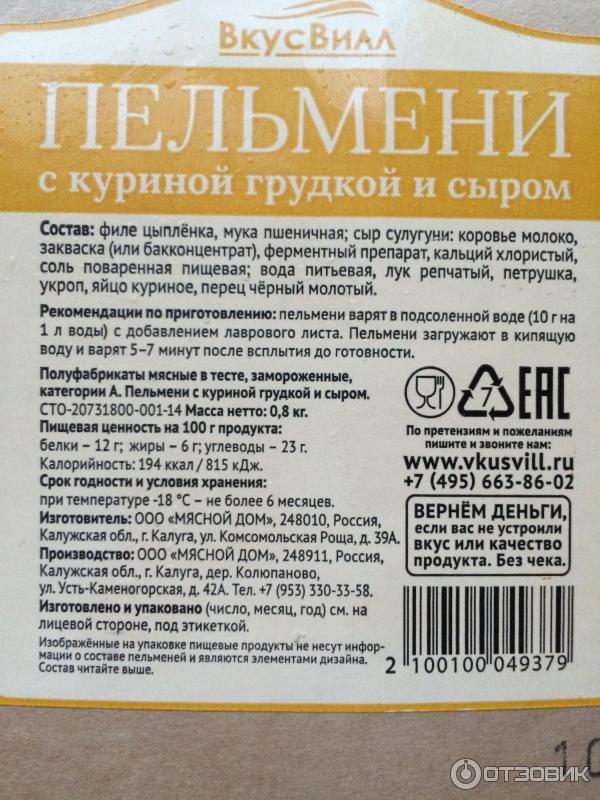 ВкусВилл
ПЕЛЬМЕНИ
с куриной грудкой и сыром
Состав: филе цыплёнка, мука пшеничная; сыр сулугуни: коровье молоко,
закваска (или бакконцентрат), ферментный препарат, кальций хлористый,
соль поваренная пищевая; вода питьевая, лук репчатый, петрушка,
укроп, яйцо куриное, перец чёрный молотый.
Рекомендации по приготовлению: пельмени варят в подсоленной воде (10 г на
1 л воды) с добавлением лаврового листа. Пельмени загружают в кипящую
воду и варят 5–7 минут после всплытия до готовности.
Полуфабрикаты мясные в тесте, замороженные,
категории А. Пельмени с куриной грудкой и сыром.
СТО-20731800-001-14 Масса нетто: 0,8 кг.
Пищевая ценность на 100 г продукта:
белки – 12 г; жиры – 6 г; углеводы – 23 г.
Калорийность: 194 ккал / 815 кДж.
Срок годности и условия хранения:
при температуре -18 °С – не более 6 месяцев.
Изготовитель: ООО «МЯСНОЙ ДОМ», 248010, Россия,
Калужская обл., г. Калуга, ул. Комсомольская Роща, д. 39А.
Производство: ООО «МЯСНОЙ ДОМ», 248911, Россия,
Калужская обл., г. Калуга, дер. Колюпаново,
ул. Усть-Каменогорская, д. 42А. Тел. +7 (953) 330-33-58.
Изготовлено и упаковано (число, месяц, год) см. на
лицевой стороне, под этикеткой.
Изображённые на упаковке пищевые продукты не несут инфор-
мации о составе пельменей и являются элементами дизайна.
Состав читайте выше.
7
ЕАС
По претензиям и пожеланиям
пишите и звоните нам:
www.vkusvill.ru
+7 (495) 663-86-02
ВЕРНЁМ ДЕНЬГИ,
если вас не устроили
вкус или качество
продукта. Без чека.
2 100100 049379
10
ОТЗОВИК